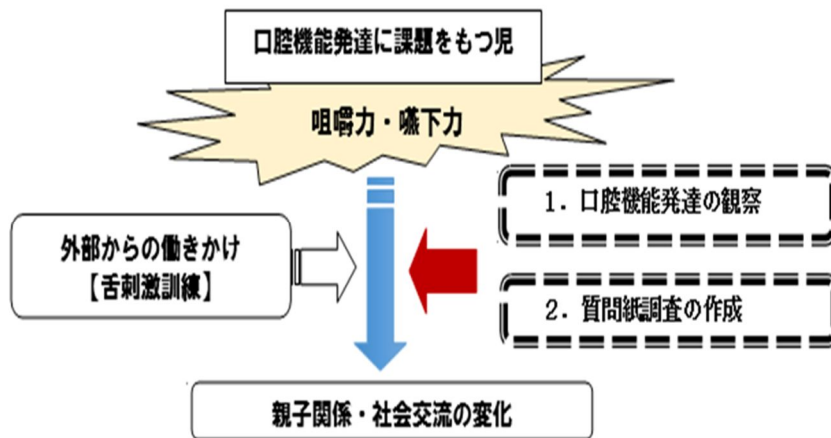 口腔機能発達に課題をもつ児
咀嚼力・嚥下力
外部からの働きかけ
【舌刺激訓練】
1．口腔機能発達の観察
2．質問紙調査の作成
親子関係・社会交流の変化